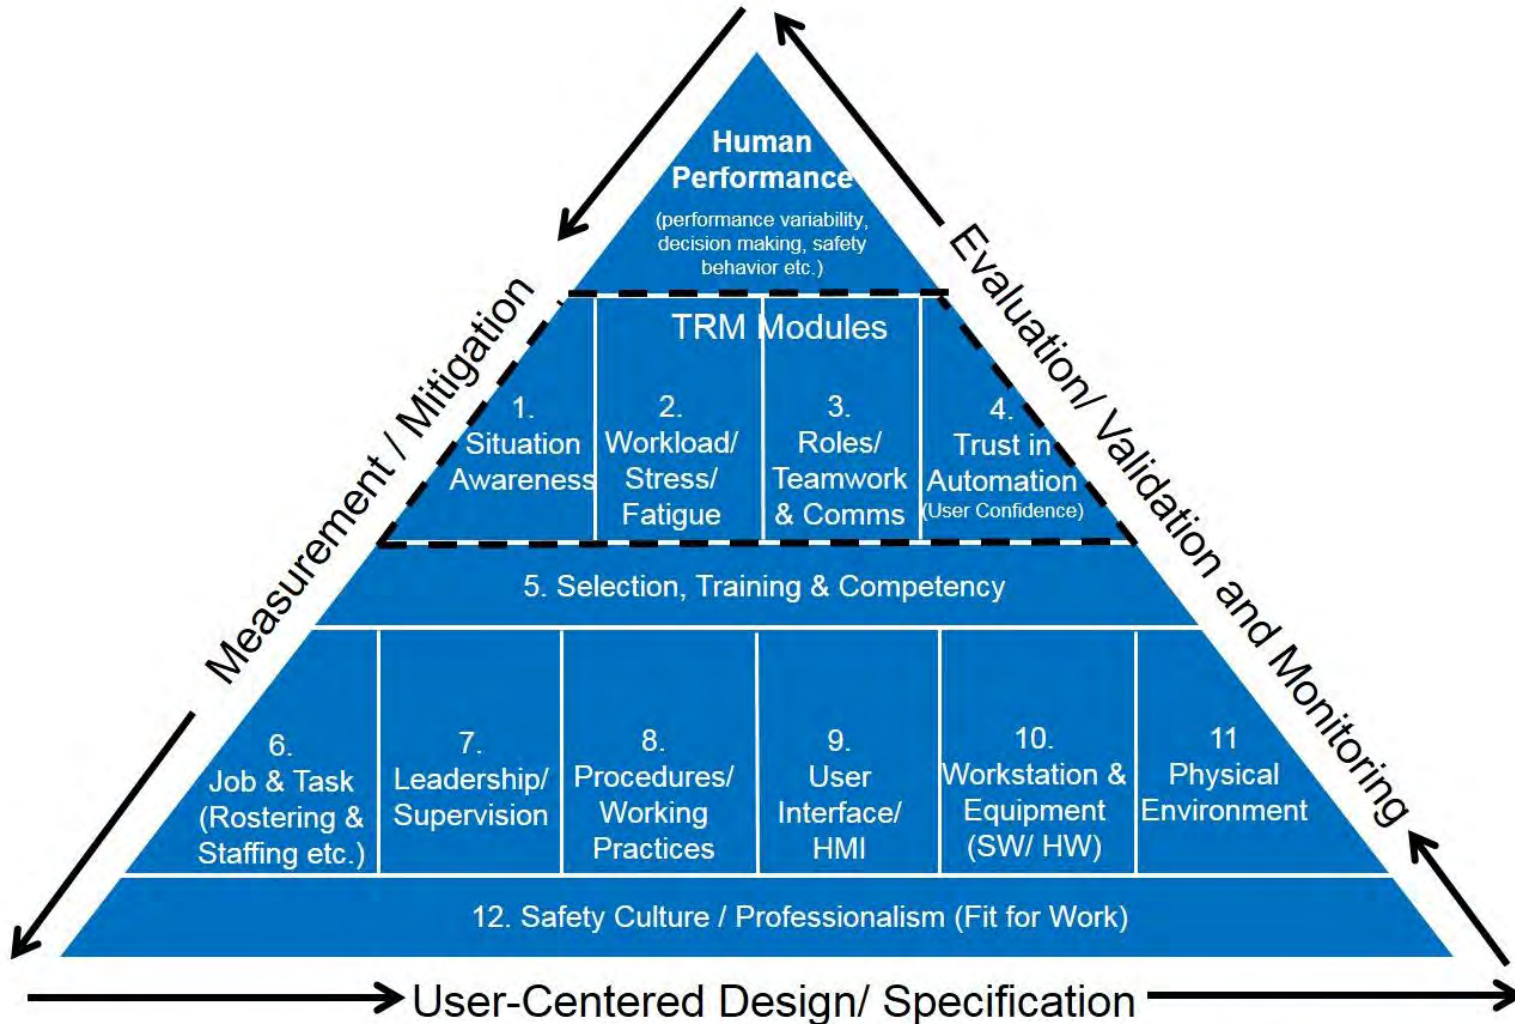 Human
Performance
(performance variability,
decision making, safety
behavior etc.)
TRM Modules
1.
Situation
Awareness
2.
Workload/
Stress/
Fatigue
3.
Roles/
Teamwork
& Comms
4.
Trust in
Automation
(User Confidence)
5. Selection, Training & Competency
6.
Job & Task
(Rostering &
Staffing etc.)
7.
Leadership/
Supervision
8.
Procedures/
Working
Practices
9.
User
Interface/
HMI
10.
Workstation &
Equipment
(SW/ HW)
11
Physical
Environment
12. Safety Culture / Professionalism (Fit for Work)
Measurement / Mitigation
User-Centered Design/ Specification
Evaluation/ Validation and Monitoring